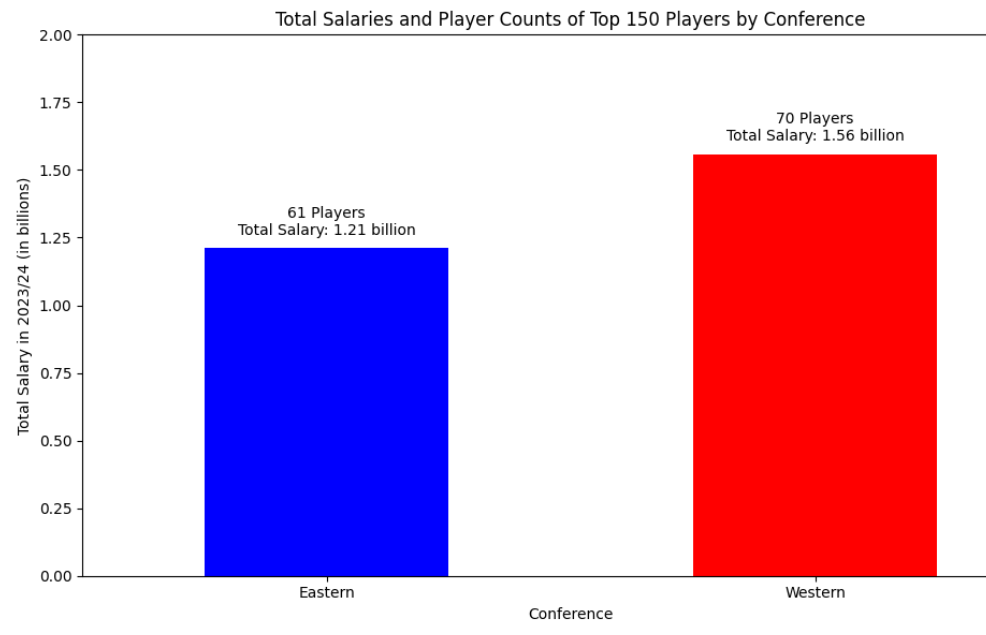 Total Salaries and Player Counts of Top 150 Players by Conference
2.00
1.75
1.50
1.25
1.00
0.75
0.50
0.25
0.00
Total Salary in 2023/24 (in billions)
61 Players
Total Salary: 1.21 billion
70 Players
Total Salary: 1.56 billion
Eastern
Western
Conference